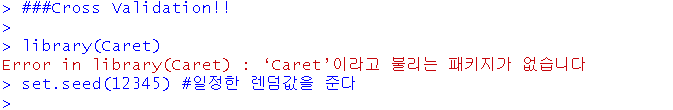 > ###Cross Validation!!
>
> library(Caret)
Error in library(Caret) : ‘Caret’이라고 불리는 패키지가 없습니다
> set.seed(12345) #일정한 렌덤값을 준다
>